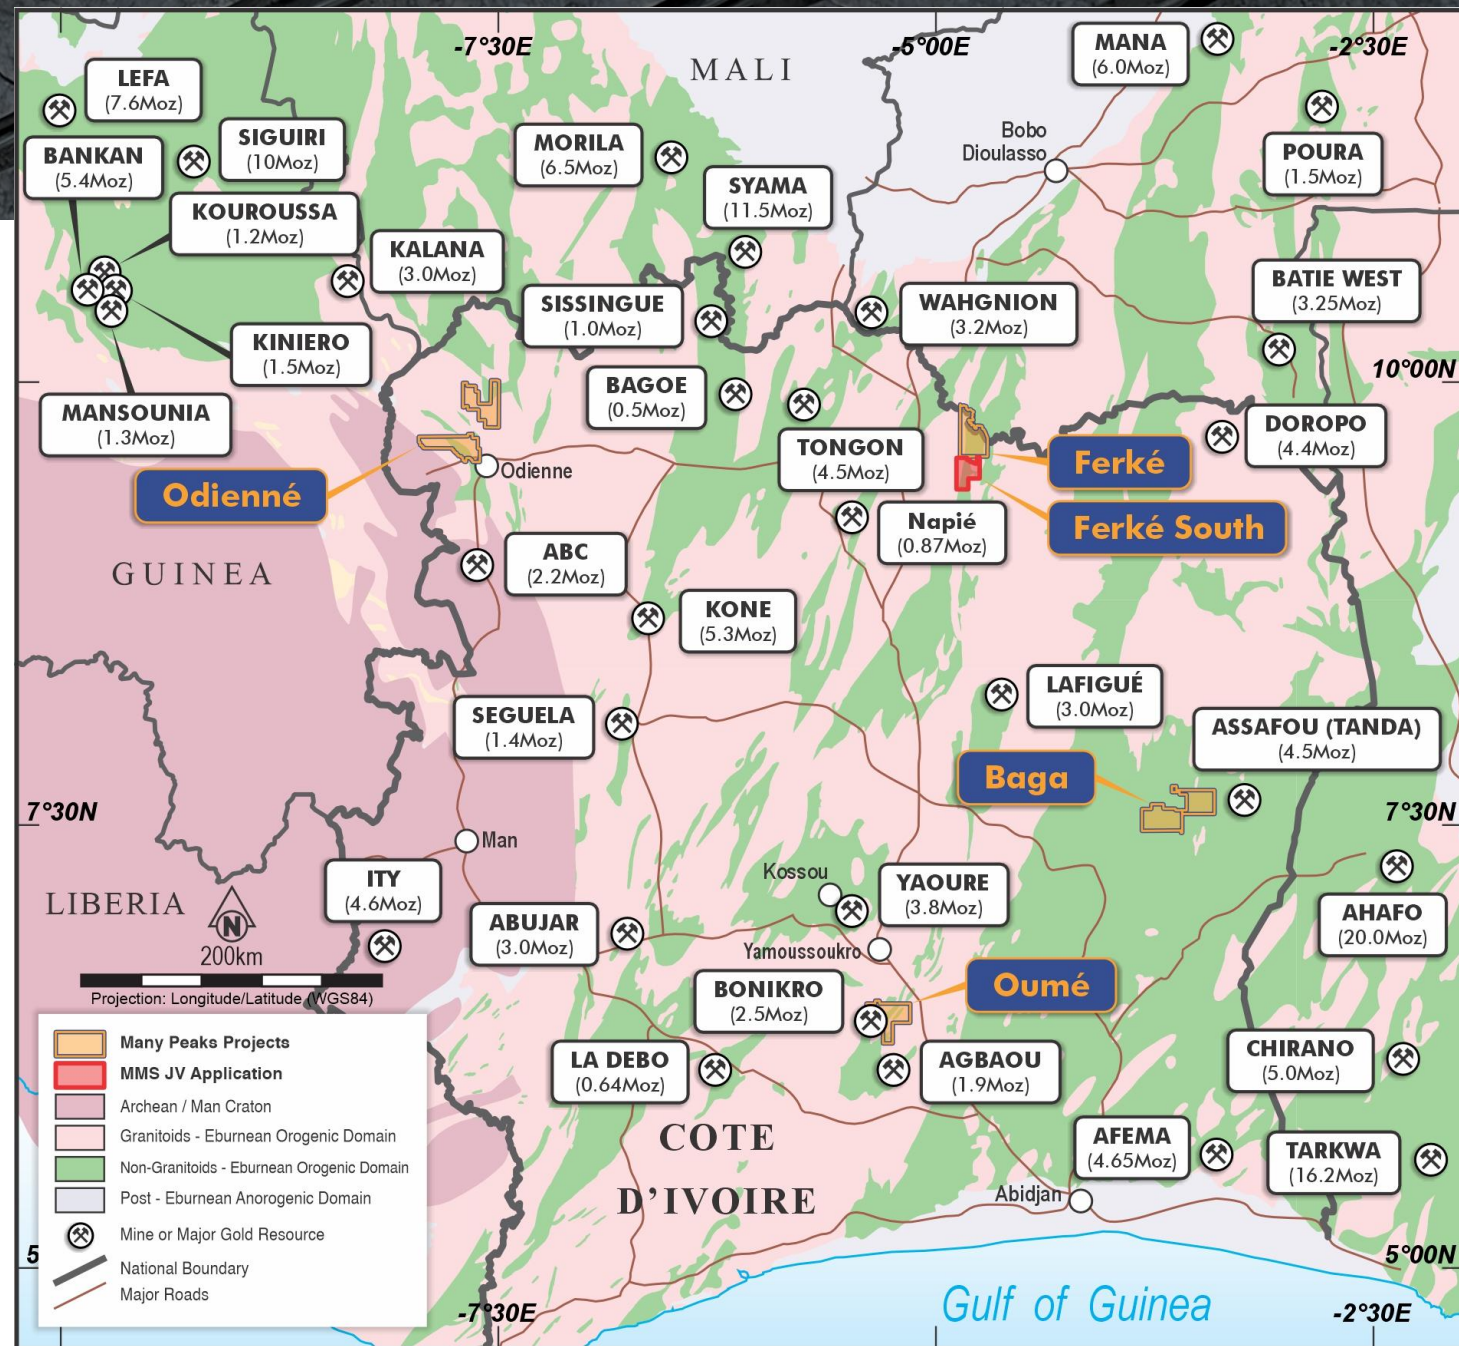 -7°30E
-5°00E
-2°30E
MALI
MANA
(6.0Moz)
LEFA
(7.6Moz)
SIGUIRI
(10Moz)
BANKAN
(5.4Moz)
MORILA
(6.5Moz)
Bobo
Dioulasso
POURA
(1.5Moz)
SYAMA
(11.5Moz)
KOUROUSSA
(1.2Moz)
KALANA
(3.0Moz)
SISSINGUE
(1.0Moz)
WAHGNION
(3.2Moz)
BATIE WEST
(3.25Moz)
KINIERO
(1.5Moz)
10°00N
BAGOE
(0.5Moz)
MANSOUNIA
(1.3Moz)
TONGON
(4.5Moz)
DOROPO
(4.4Moz)
Ferké
Odienne
Odienné
Napié
(0.87Moz)
Ferké South
GUINEA
ABC
(2.2Moz)
KONE
(5.3Moz)
LAFIGUÉ
(3.0Moz)
SEGUELA
(1.4Moz)
ASSAFOU (TANDA)
(4.5Moz)
Baga
7°30N
7°30N
Man
ITY
(4.6Moz)
Kossou
YAOURE
(3.8Moz)
LIBERIA
AHAFO
(20.0Moz)
ABUJAR
(3.0Moz)
N
200km
Yamoussoukro
Projection: Longitude/Latitude (WGS84)
BONIKRO
(2.5Moz)
Oumé
LA DEBO
(0.64Moz)
AGBAOU
(1.9Moz)
CHIRANO
(5.0Moz)
Many Peaks Projects
MMS JV Application
Archean / Man Craton
Granitoids - Eburnean Orogenic Domain
Non-Granitoids - Eburnean Orogenic Domain
Post - Eburnean Anorogenic Domain
Mine or Major Gold Resource
National Boundary
Major Roads
COTE
D'IVOIRE
AFEMA
(4.65Moz)
TARKWA
(16.2Moz)
Abidjan
5
5°00N
Gulf of Guinea
-7°30E
-2°30E